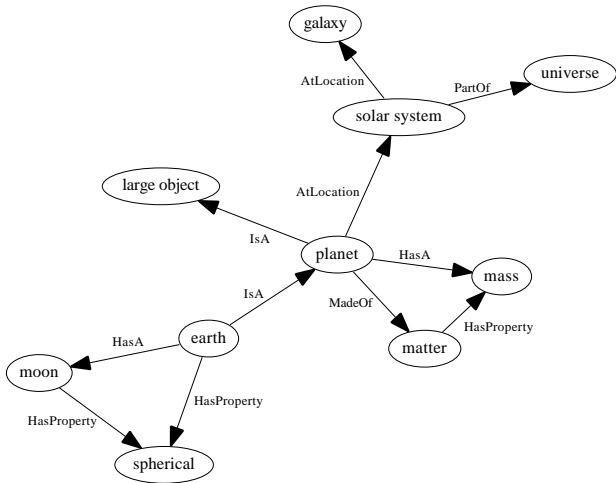 galaxy
universe
AtLocation
PartOf
solar system
large object
AtLocation
IsA
planet
HasA
mass
IsA
MadeOf
HasProperty
earth
matter
HasA
moon
HasProperty
HasProperty
spherical